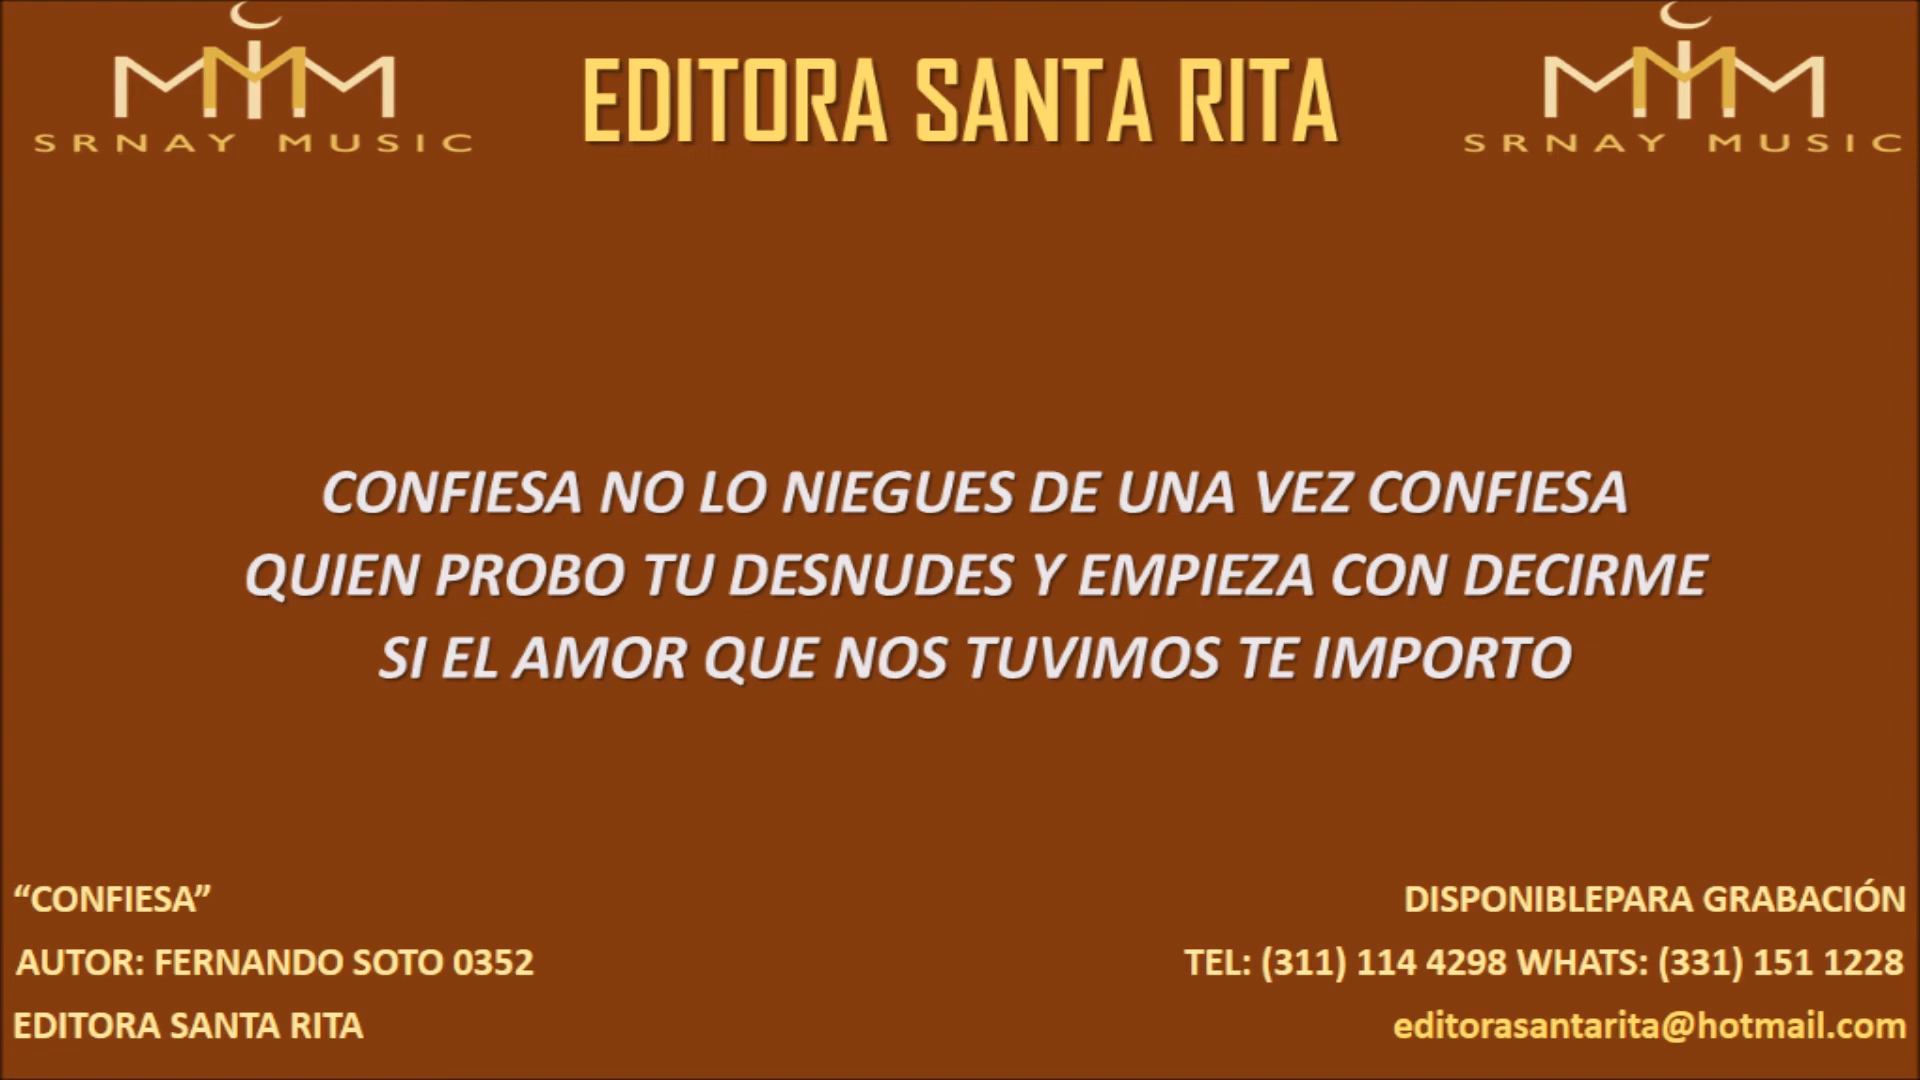 SRNAY MUSIC
EDITORA SANTA RITA
SRNAY MUSIC
CONFIESA NO LO NIEGUES DE UNA VEZ CONFIESA
QUIEN PROBO TU DESNUDES Y EMPIEZA CON DECIRME
SI EL AMOR QUE NOS TUVIMOS TE IMPORTO
“CONFIESA”
AUTOR: FERNANDO SOTO 0352
EDITORA SANTA RITA
DISPONIBLEPARA GRABACIÓN
TEL: (311) 114 4298 WHATS: (331) 151 1228
editorasantarita@hotmail.com